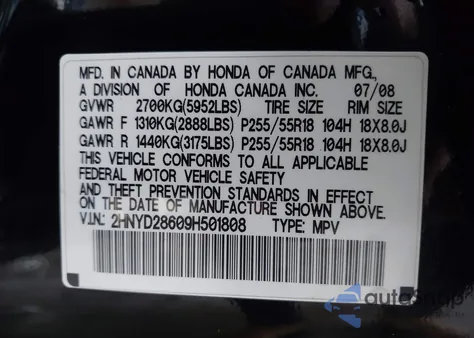 MFD. IN CANADA BY HONDA OF CANADA MFG.,
A DIVISION OF HONDA CANADA INC. 07/08
GVWR 2700KG(5952LBS) TIRE SIZE RIM SIZE
GAWR F 1310KG(2888LBS) P255/55R18 104H 18X8.0J
GAWR R 1440KG(3175LBS) P255/55R18 104H 18X8.0J
THIS VEHICLE CONFORMS TO ALL APPLICABLE
FEDERAL MOTOR VEHICLE SAFETY
AND THEFT PREVENTION STANDARDS IN EFFECT
ON THE DATE OF MANUFACTURE SHOWN ABOVE.
V.I.N.: 2HNYD28609H501808 TYPE: MPV
autoSnap